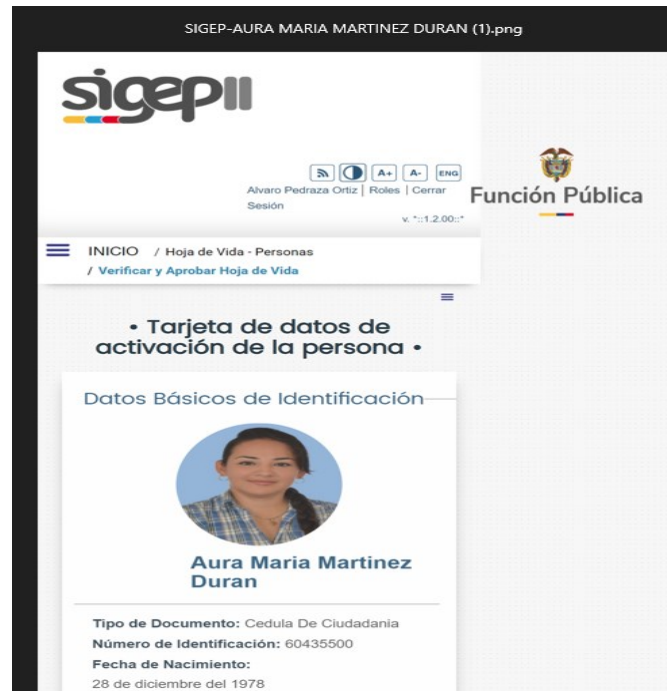 SIGEP-AURA MARIA MARTINEZ DURAN (1).png
sigepII
A+ A- ENG
Alvaro Pedraza Ortiz | Roles | Cerrar
Sesión
v. *::1.2.00::*
Función Pública
INICIO / Hoja de Vida - Personas
/ Verificar y Aprobar Hoja de Vida
• Tarjeta de datos de
activación de la persona •
Datos Básicos de Identificación
Aura Maria Martinez
Duran
Tipo de Documento: Cedula De Ciudadania
Número de Identificación: 60435500
Fecha de Nacimiento:
28 de diciembre del 1978